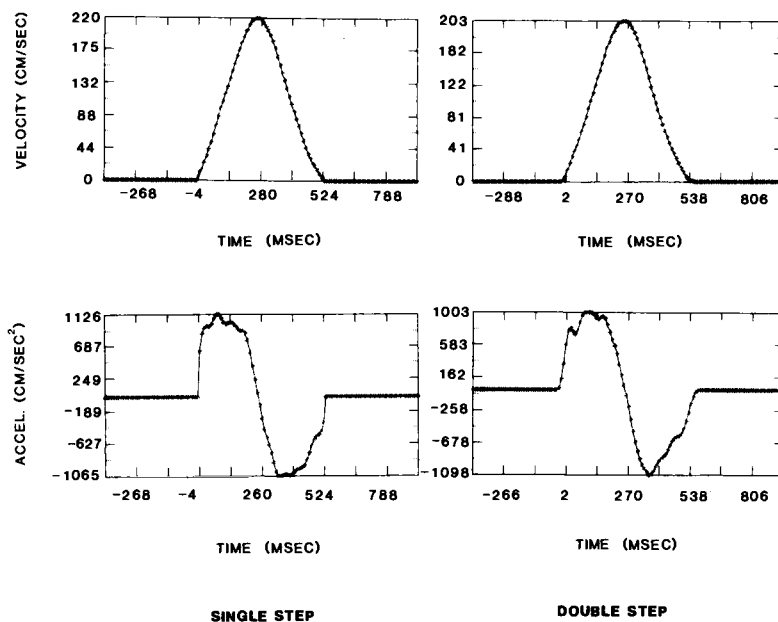 VELOCITY (CM/SEC)
220
175
132
88
44
0
-268 -4 280 524 788
TIME (MSEC)
203
182
122
81
41
0
-288 2 270 538 806
TIME (MSEC)
ACCEL. (CM/SEC²)
1126
687
249
-189
-627
-1065
-268 -4 260 524 788
TIME (MSEC)
1003
583
162
-258
-678
-1098
-266 2 270 538 806
TIME (MSEC)
SINGLE STEP
DOUBLE STEP